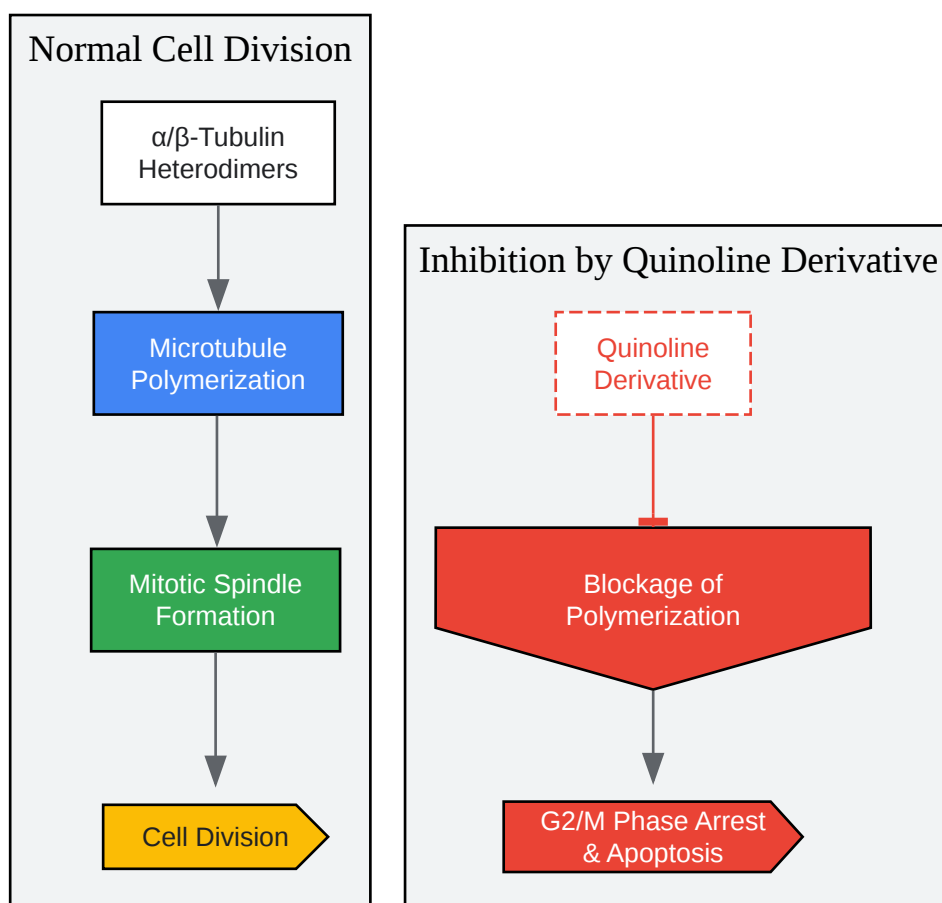 Normal Cell Division
α/β-Tubulin
Heterodimers
Microtubule
Polymerization
Mitotic Spindle
Formation
Cell Division
Inhibition by Quinoline Derivative
Quinoline
Derivative
Blockage of
Polymerization
G2/M Phase Arrest
& Apoptosis